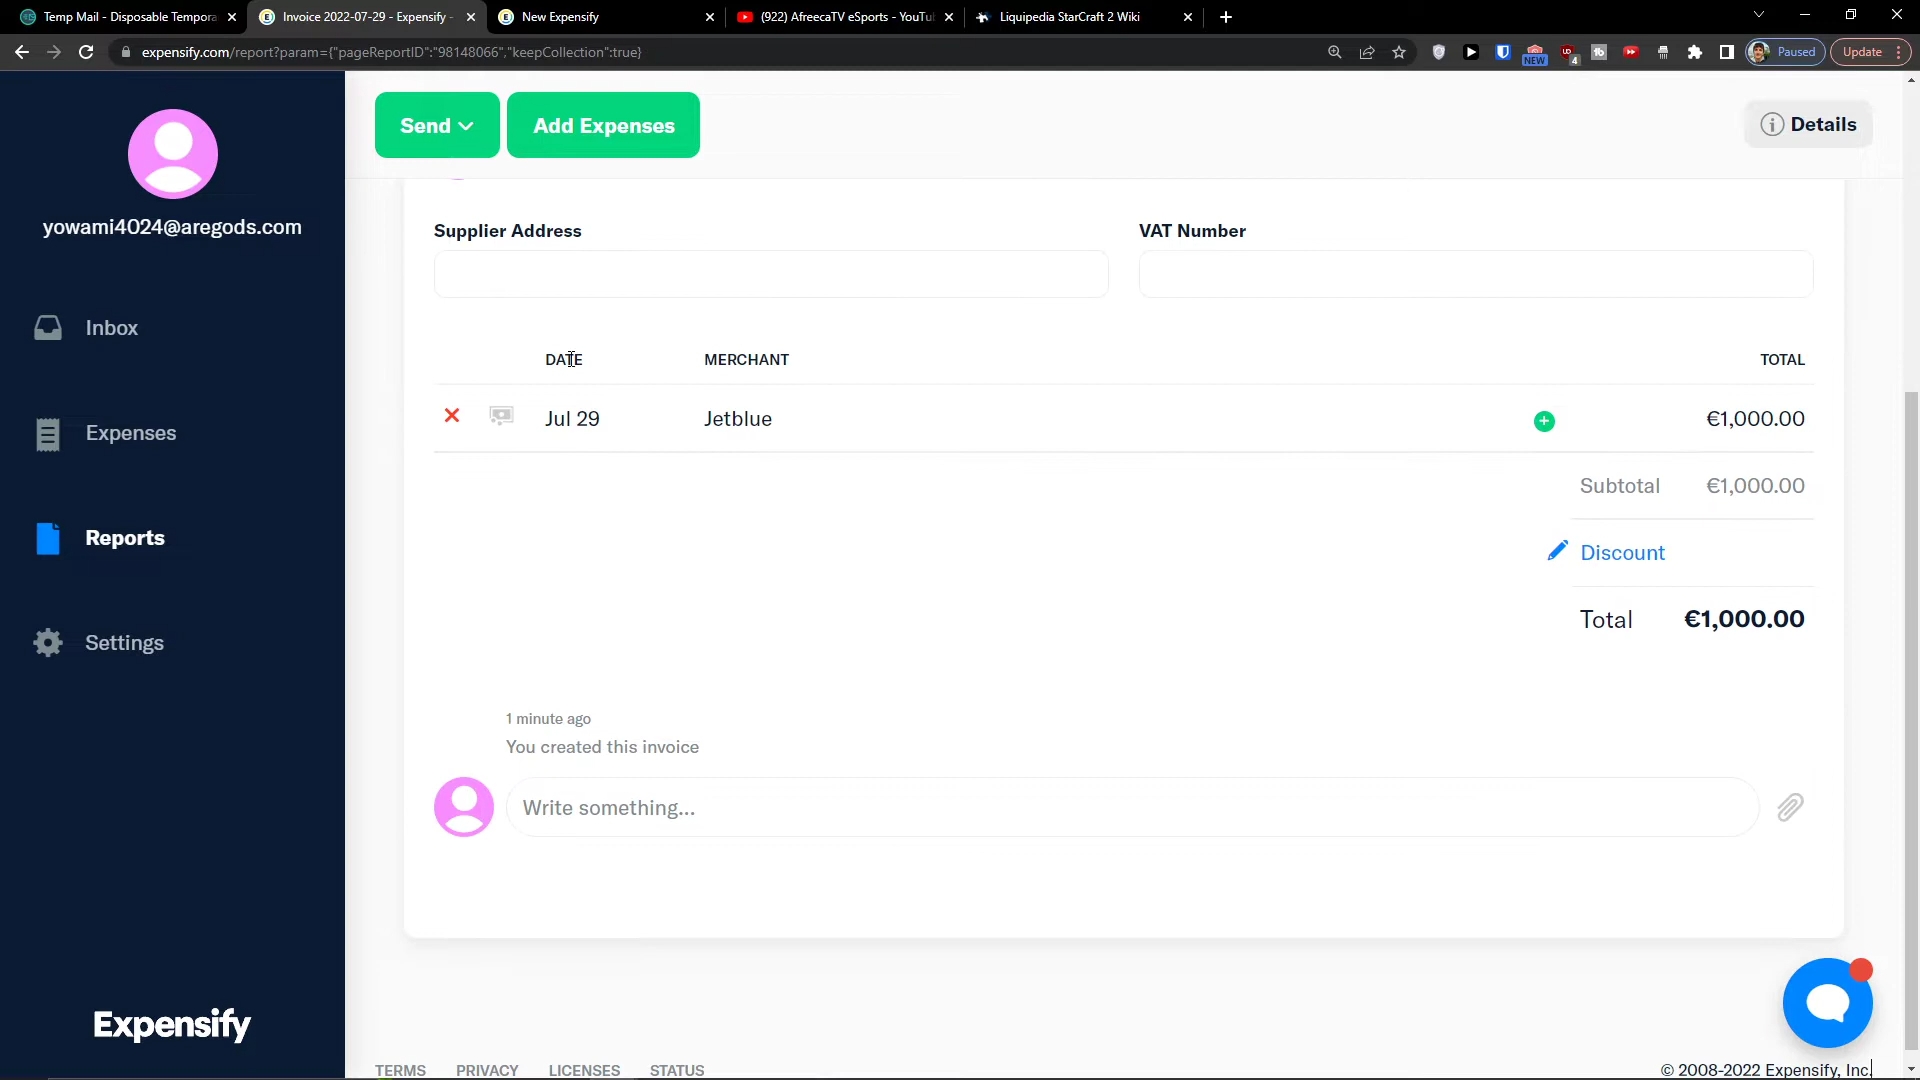 Temp Mail - Disposable Tempora
Invoice 2022-07-29 - Expensify -
New Expensify
(922) AfreecaTV eSports - YouTu
Liquipedia StarCraft 2 Wiki
expensify.com/report?param={"pageReportID":"98148066","keepCollection":true}
NEW
4
Paused
Update
yowami4024@aregods.com
Inbox
Expenses
Reports
Settings
Expensify
Send
Add Expenses
Details
Supplier Address
VAT Number
DATE
MERCHANT
TOTAL
Jul 29
Jetblue
€1,000.00
Subtotal
€1,000.00
Discount
Total
€1,000.00
1 minute ago
You created this invoice
Write something...
TERMS
PRIVACY
LICENSES
STATUS
© 2008-2022 Expensify, Inc.